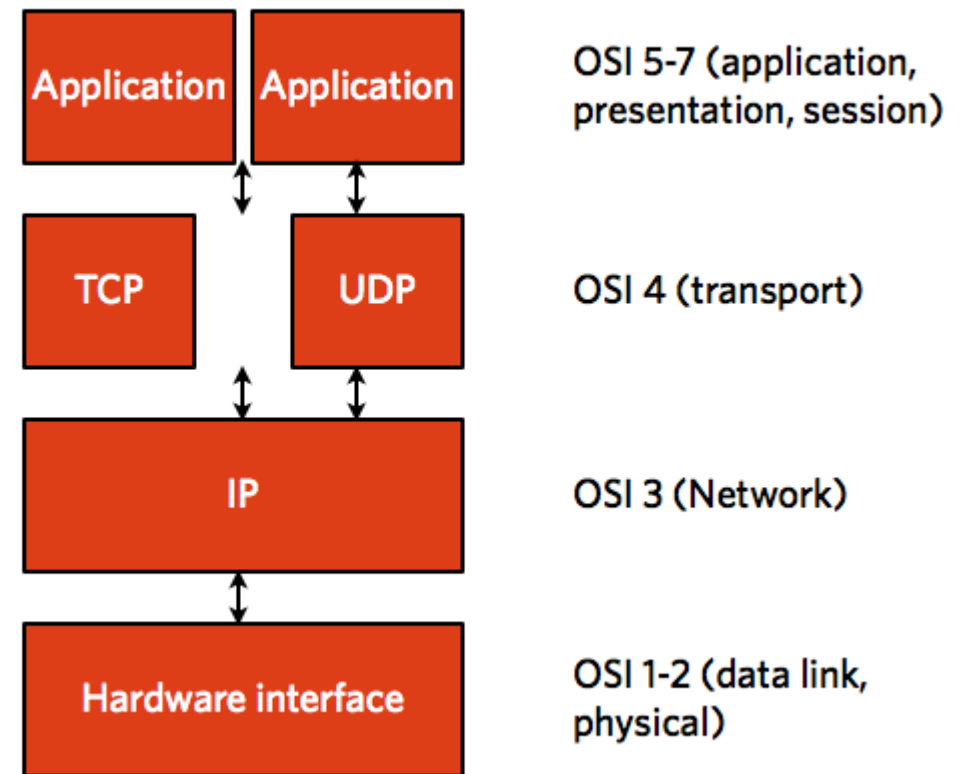 Application
Application
OSI 5-7 (application,
presentation, session)
TCP
UDP
OSI 4 (transport)
IP
OSI 3 (Network)
Hardware interface
OSI 1-2 (data link,
physical)